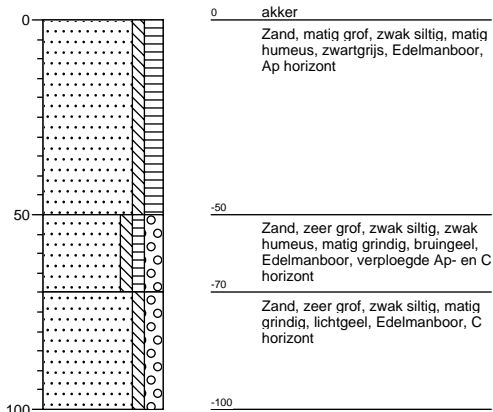 0
0 akker
Zand, matig grof, zwak siltig, matig
humeus, zwartgrijs, Edelmanboor,
Ap horizont
50
-50
Zand, zeer grof, zwak siltig, zwak
humeus, matig grindig, bruingeel,
Edelmanboor, verploegde Ap- en C
horizont
-70
Zand, zeer grof, zwak siltig, matig
grindig, lichtgeel, Edelmanboor, C
horizont
100
-100